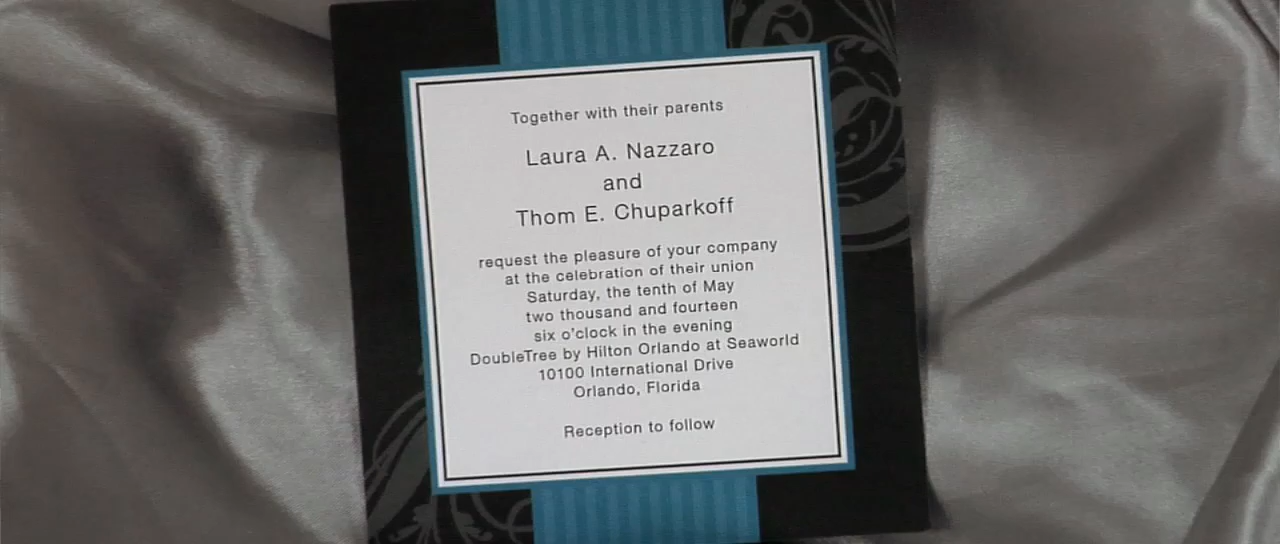 Together with their parents
Laura A. Nazzaro
and
Thom E. Chuparkoff
request the pleasure of your company
at the celebration of their union
Saturday, the tenth of May
two thousand and fourteen
six o'clock in the evening
DoubleTree by Hilton Orlando at Seaworld
10100 International Drive
Orlando, Florida
Reception to follow